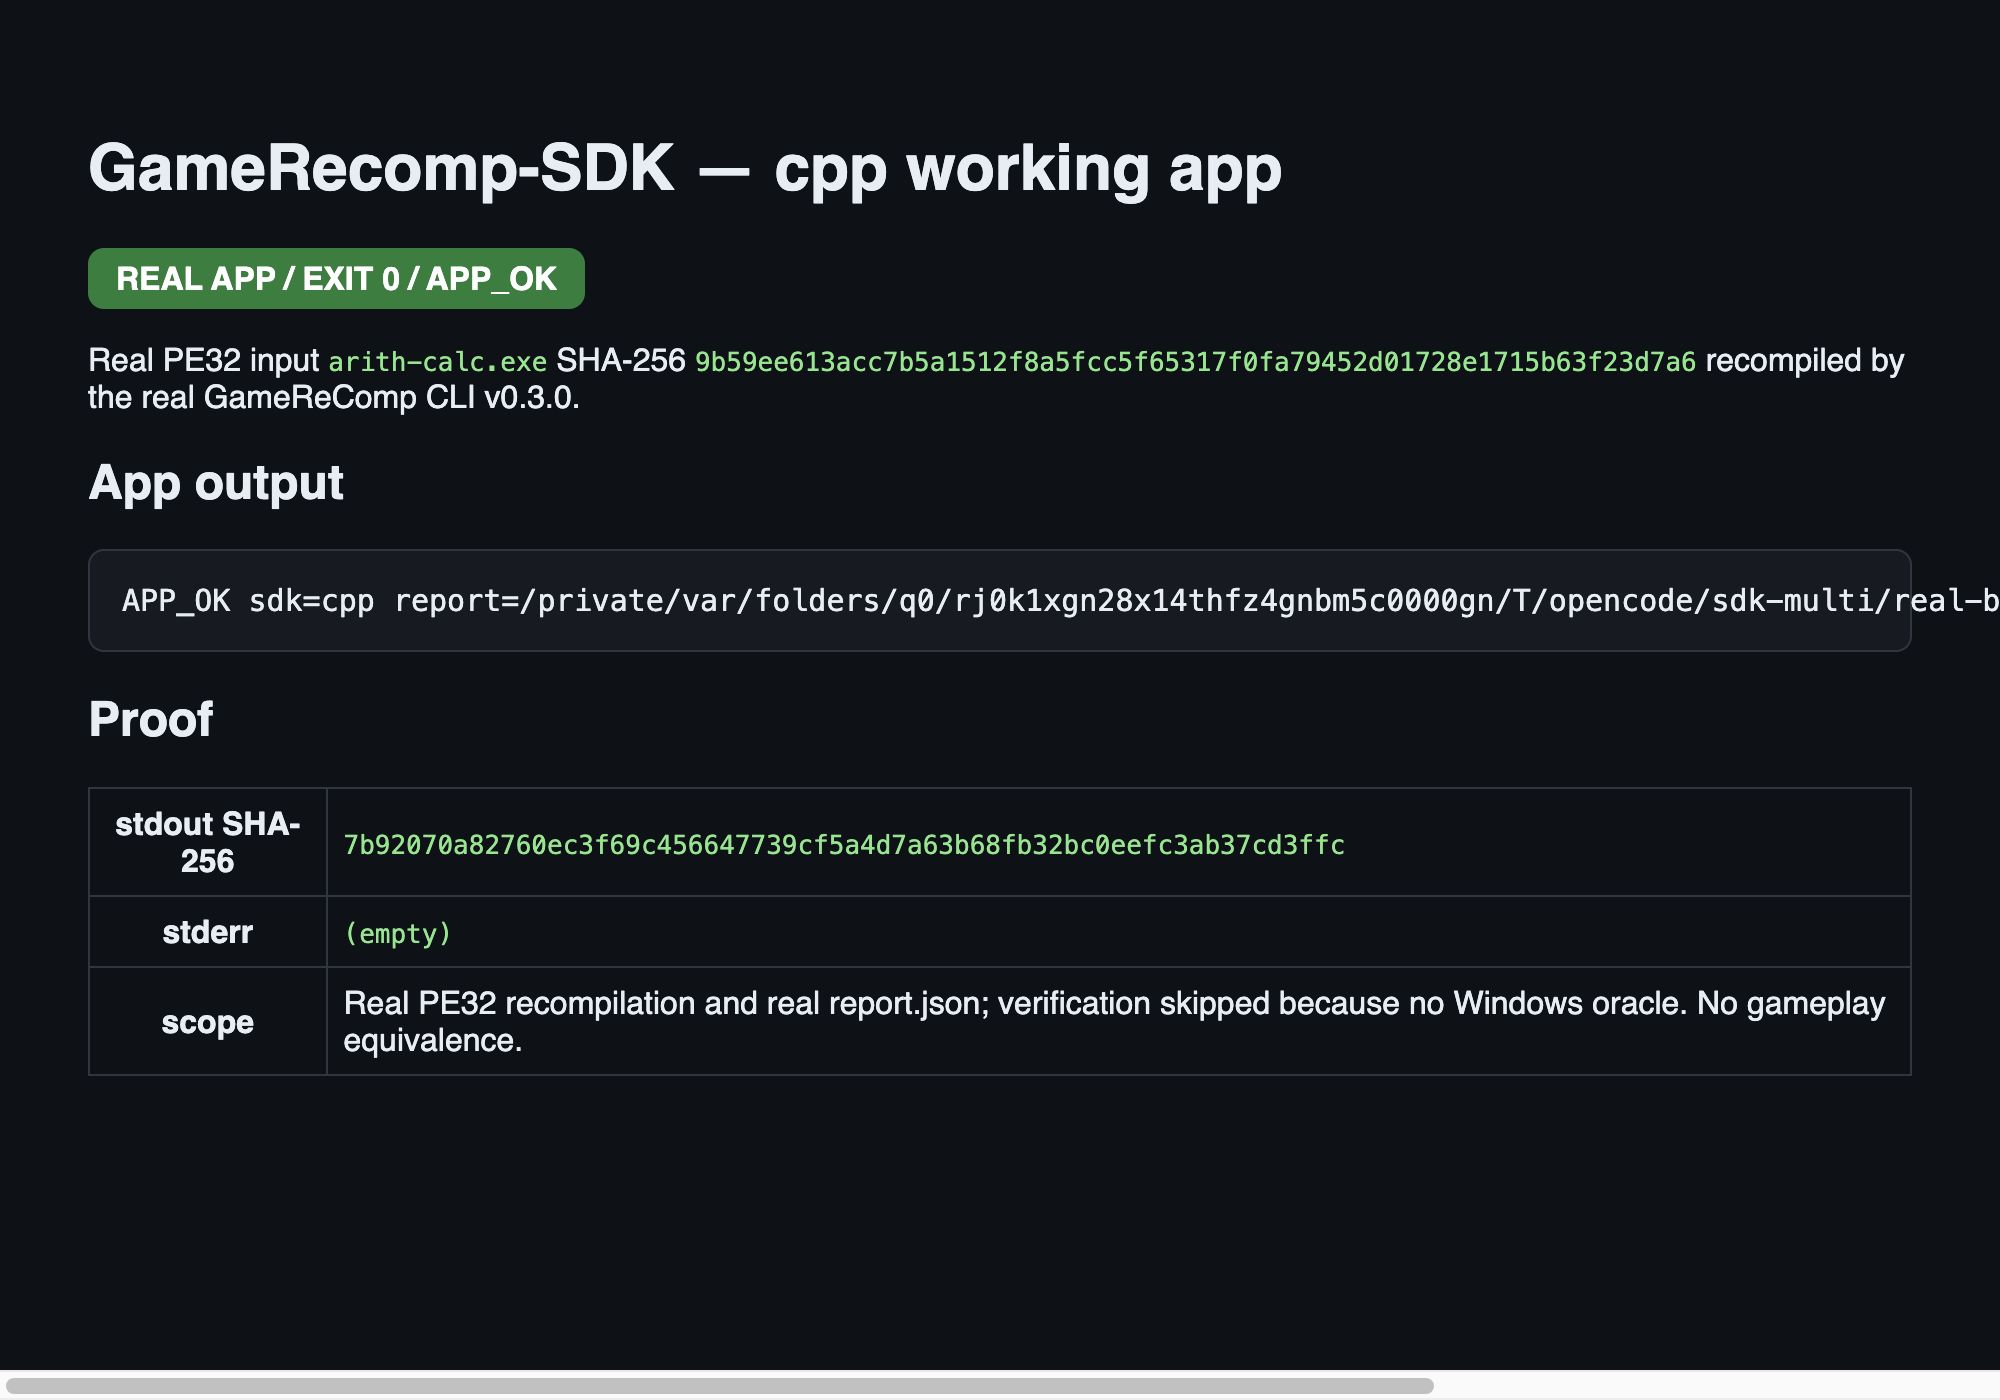 GameRecomp-SDK — cpp working app
REAL APP / EXIT 0 / APP_OK
Real PE32 input arith-calc.exe SHA-256 9b59ee613acc7b5a1512f8a5fcc5f65317f0fa79452d01728e1715b63f23d7a6 recompiled by
the real GameReComp CLI v0.3.0.
App output
APP_OK sdk=cpp report=/private/var/folders/q0/rj0k1xgn28x14thfz4gnbm5c0000gn/T/opencode/sdk-multi/real-b
Proof
stdout SHA-
256
7b92070a82760ec3f69c456647739cf5a4d7a63b68fb32bc0eefc3ab37cd3ffc
stderr
(empty)
scope
Real PE32 recompilation and real report.json; verification skipped because no Windows oracle. No gameplay
equivalence.